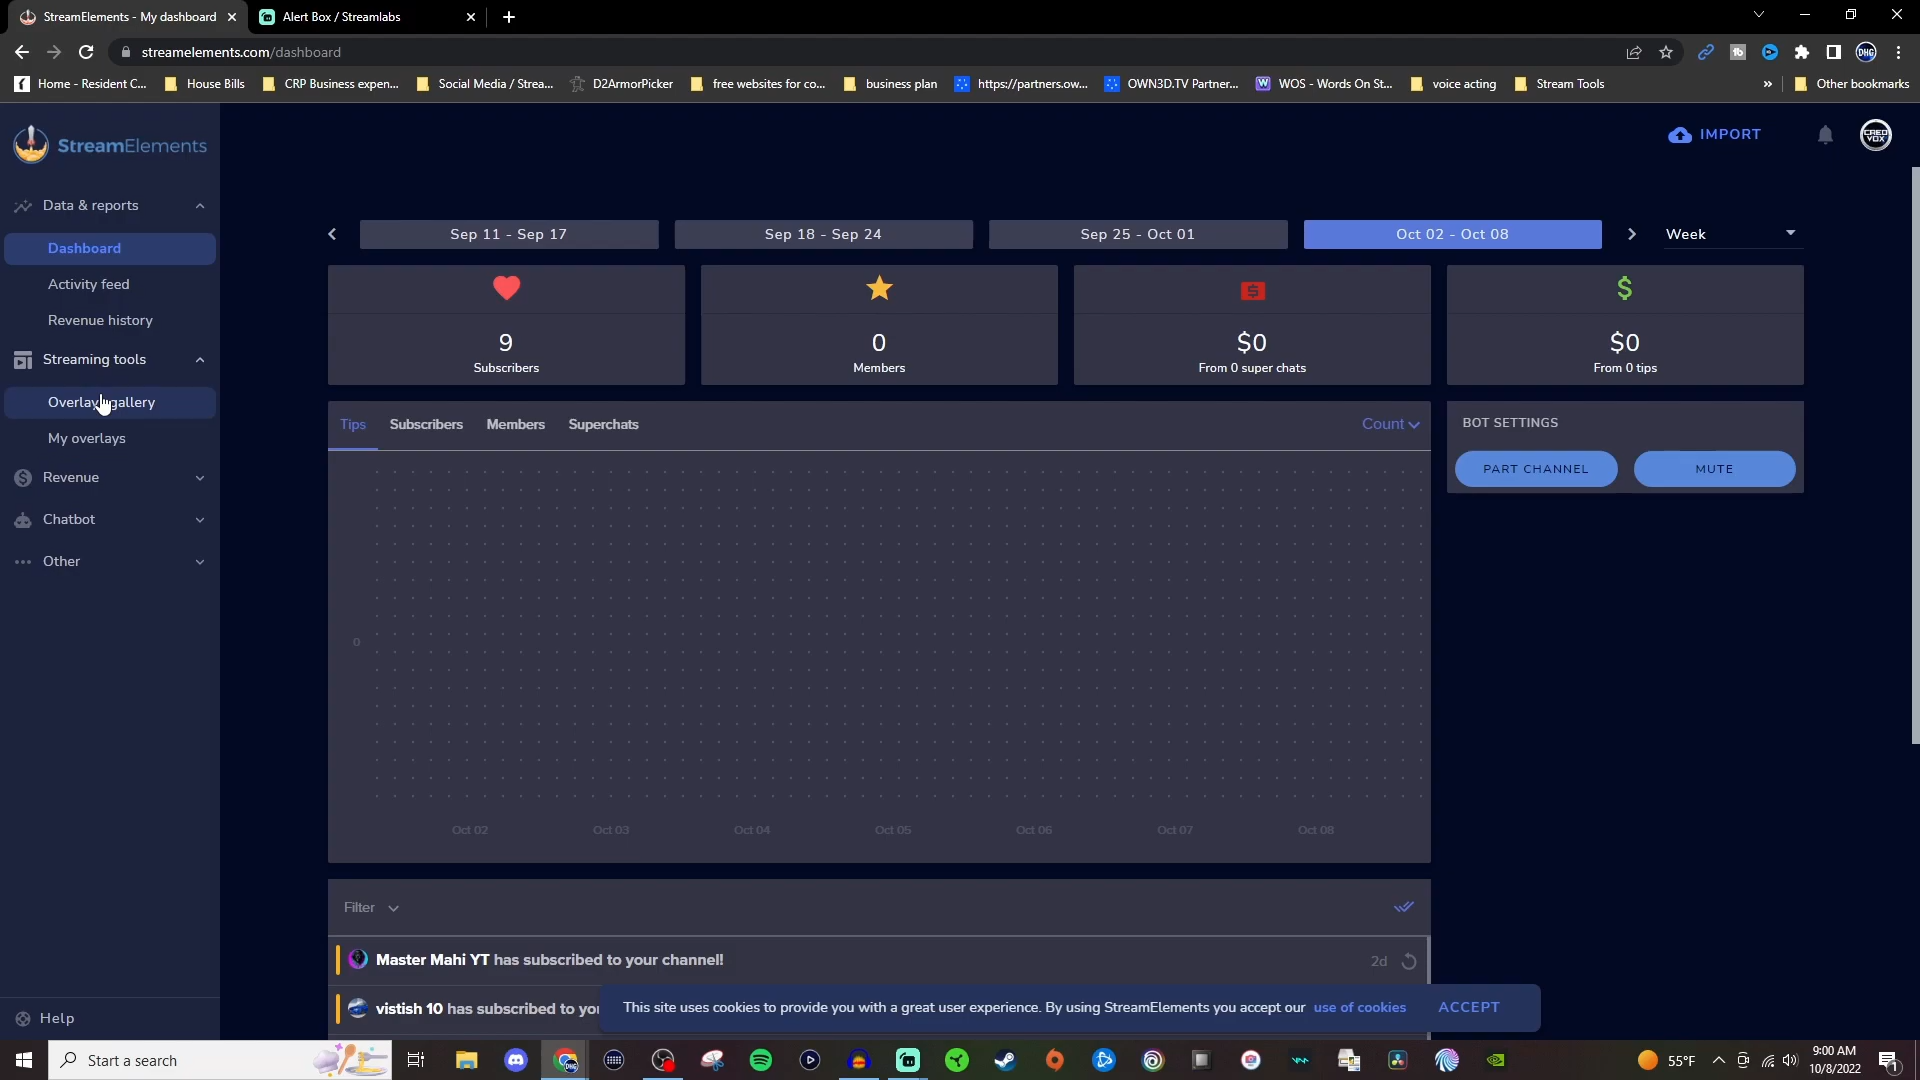 StreamElements - My dashboard
Alert Box / Streamlabs
streamelements.com/dashboard
Home - Resident C...
House Bills
CRP Business expen...
Social Media / Strea...
D2ArmorPicker
free websites for co...
business plan
https://partners.ow...
OWN3D.TV Partner...
WOS - Words On St...
voice acting
Stream Tools
»
Other bookmarks
StreamElements
IMPORT
CRED VOX
Data & reports
Dashboard
Activity feed
Revenue history
Streaming tools
Overlays gallery
My overlays
Revenue
Chatbot
Other
Help
Sep 11 - Sep 17
Sep 18 - Sep 24
Sep 25 - Oct 01
Oct 02 - Oct 08
Week
9
Subscribers
0
Members
$0
From 0 super chats
$0
From 0 tips
Tips
Subscribers
Members
Superchats
Count
BOT SETTINGS
PART CHANNEL
MUTE
0
Oct 02
Oct 03
Oct 04
Oct 05
Oct 06
Oct 07
Oct 08
Filter
Master Mahi YT has subscribed to your channel!
2d
vistish 10 has subscribed to you
This site uses cookies to provide you with a great user experience. By using StreamElements you accept our use of cookies
ACCEPT
Start a search
55°F
9:00 AM
10/8/2022
1